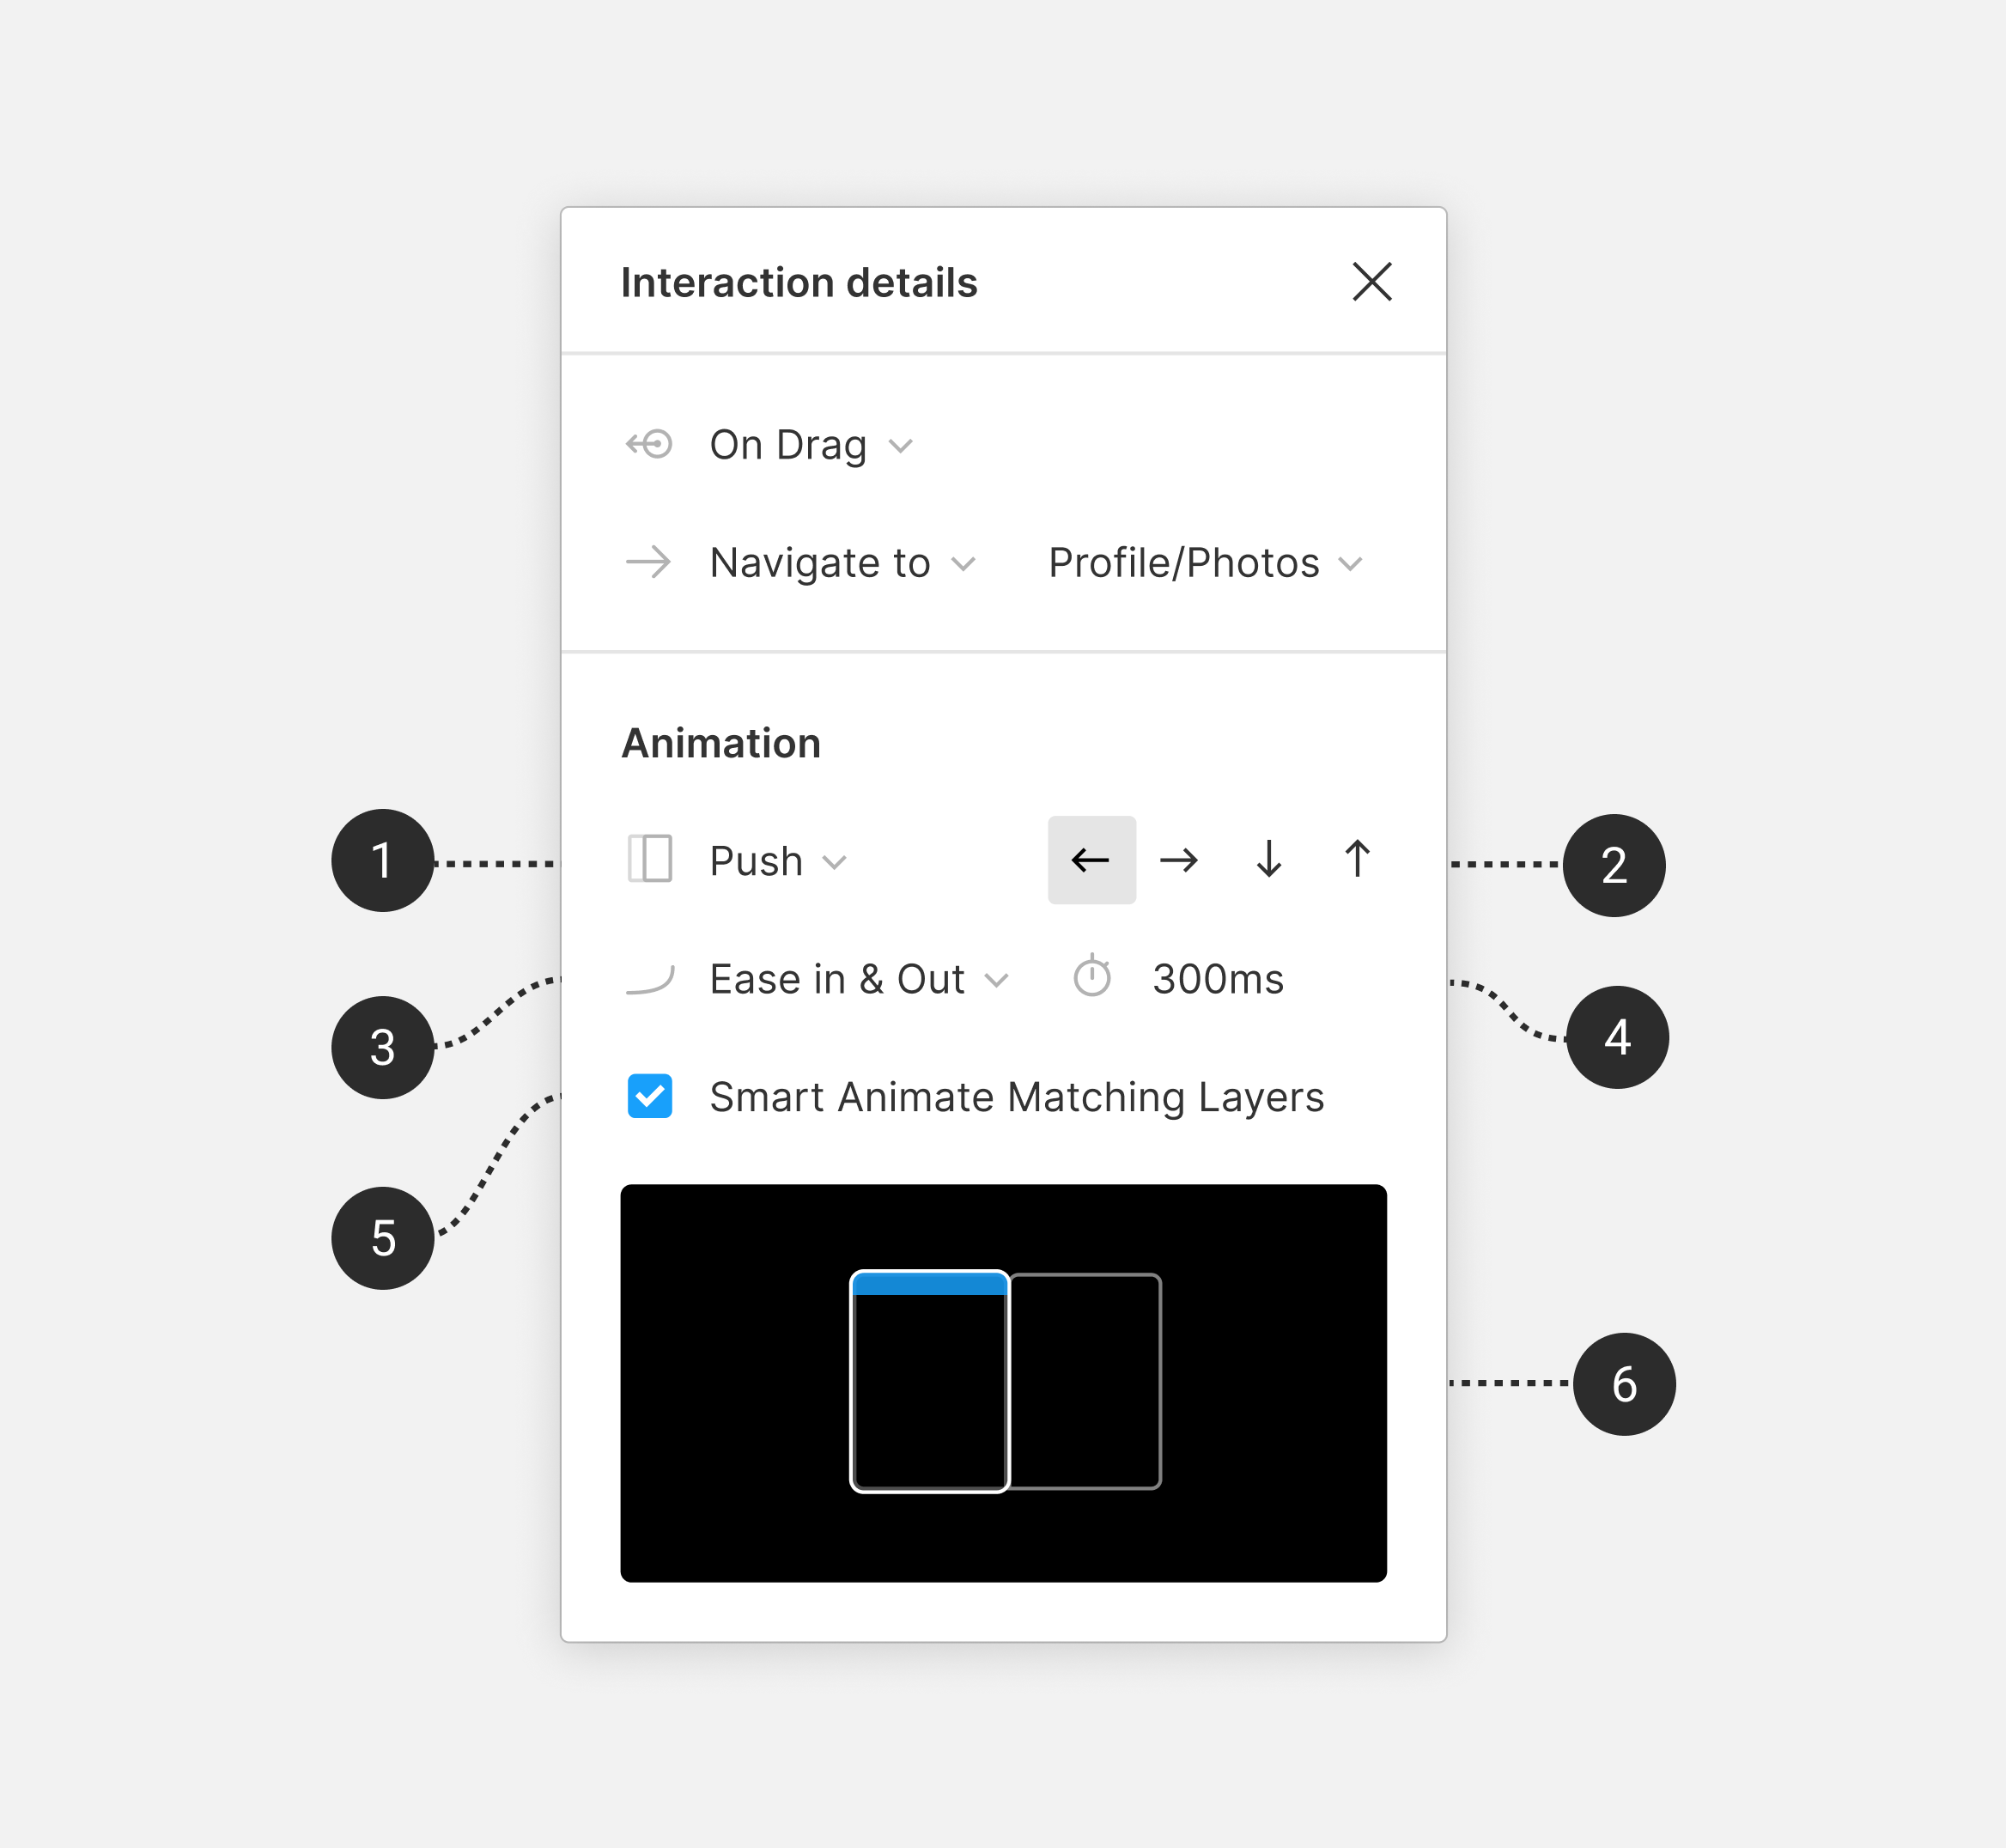 Interaction details
On Drag
Navigate to Profile/Photos
Animation
1 Push 2
Ease in & Out 300ms
3 4
Smart Animate Matching Layers
5
6